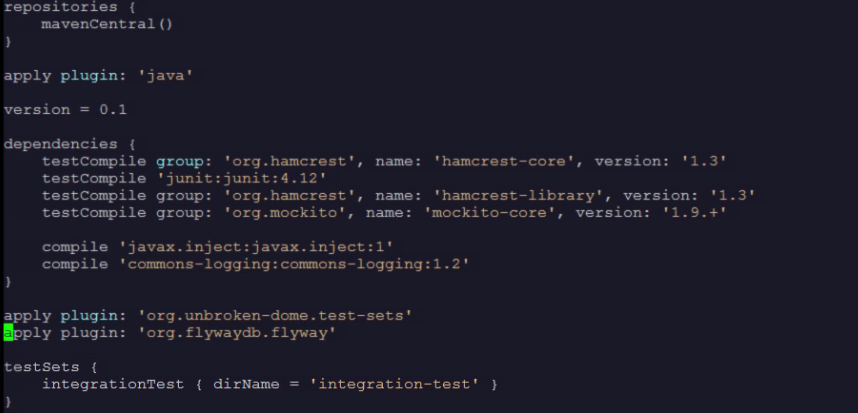 repositories {
    mavenCentral()
}
apply plugin: 'java'
version = 0.1
dependencies {
    testCompile group: 'org.hamcrest', name: 'hamcrest-core', version: '1.3'
    testCompile 'junit:junit:4.12'
    testCompile group: 'org.hamcrest', name: 'hamcrest-library', version: '1.3'
    testCompile group: 'org.mockito', name: 'mockito-core', version: '1.9.+'
    compile 'javax.inject:javax.inject:1'
    compile 'commons-logging:commons-logging:1.2'
}
apply plugin: 'org.unbroken-dome.test-sets'
apply plugin: 'org.flywaydb.flyway'
testSets {
    integrationTest { dirName = 'integration-test' }
}